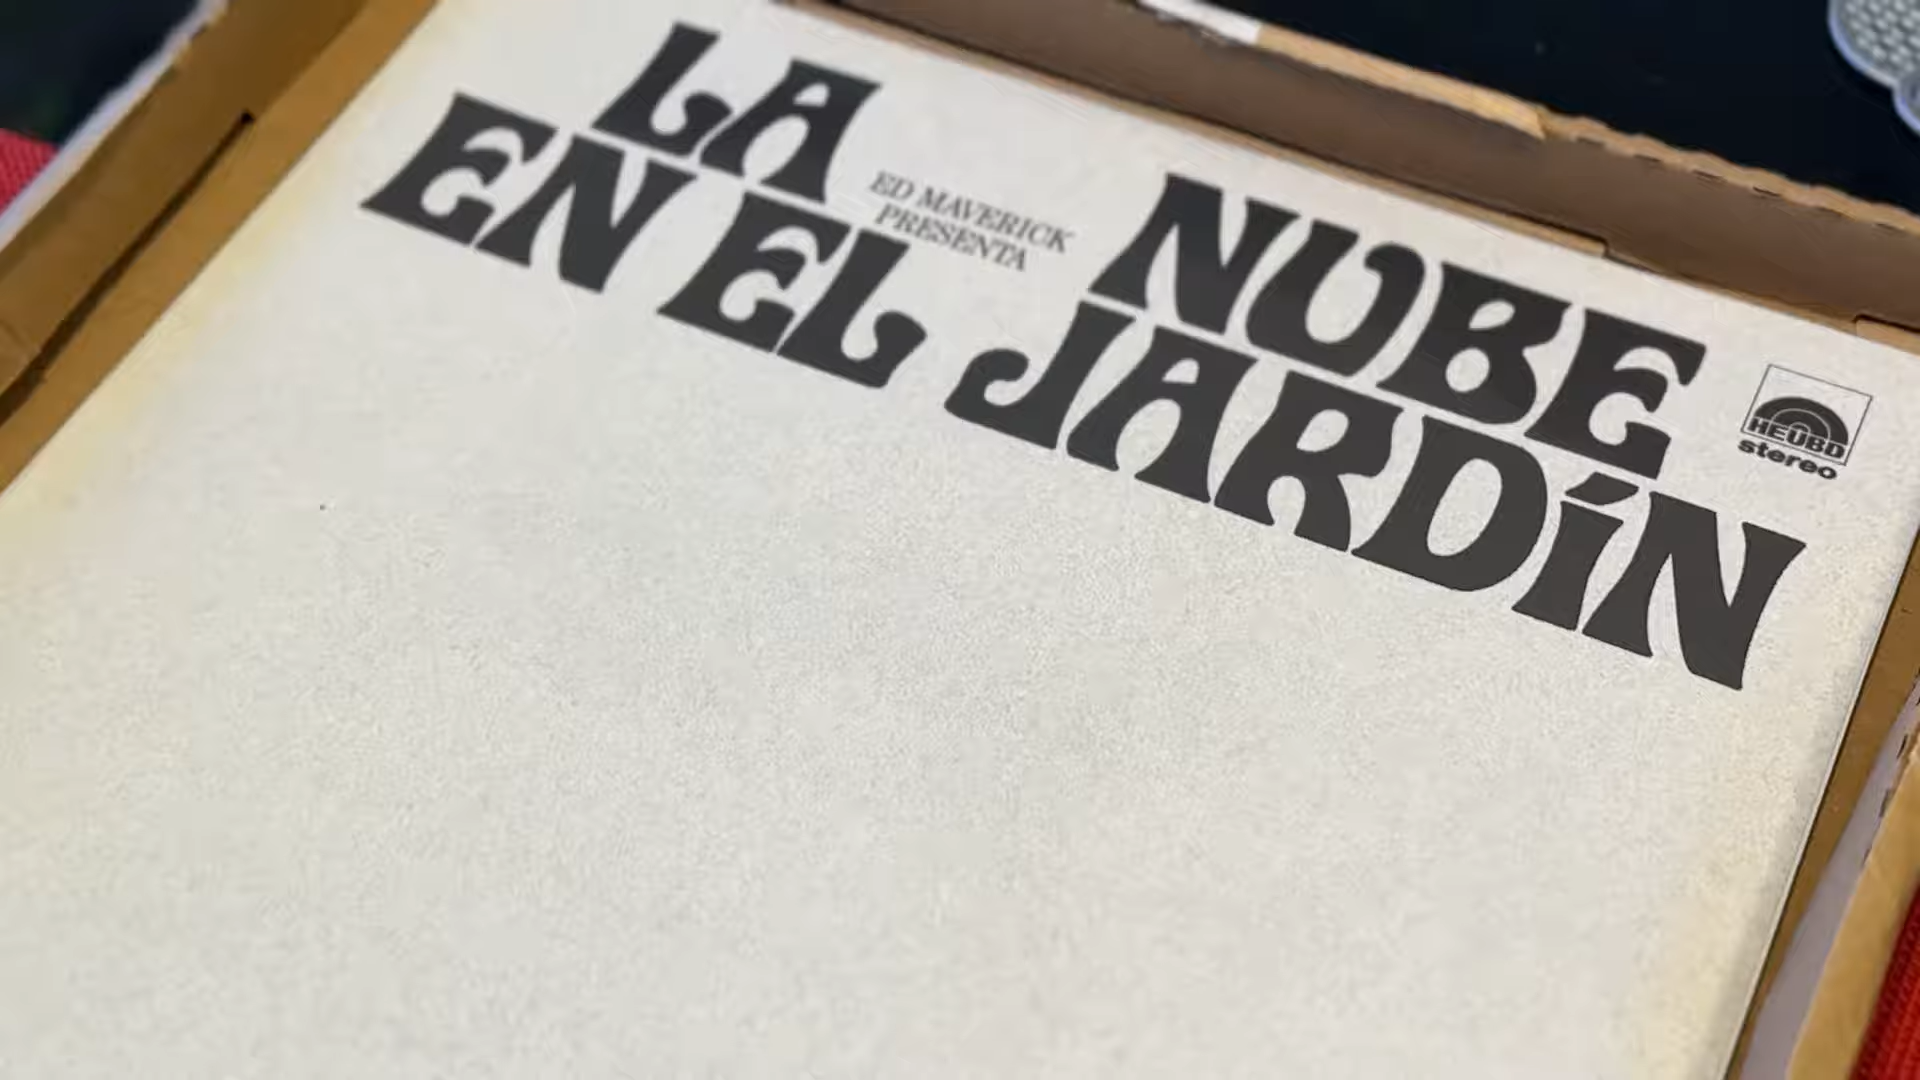 LA NUBE
ED MAVERICK
PRESENTA
EN EL JARDÍN
HEUBD
stereo